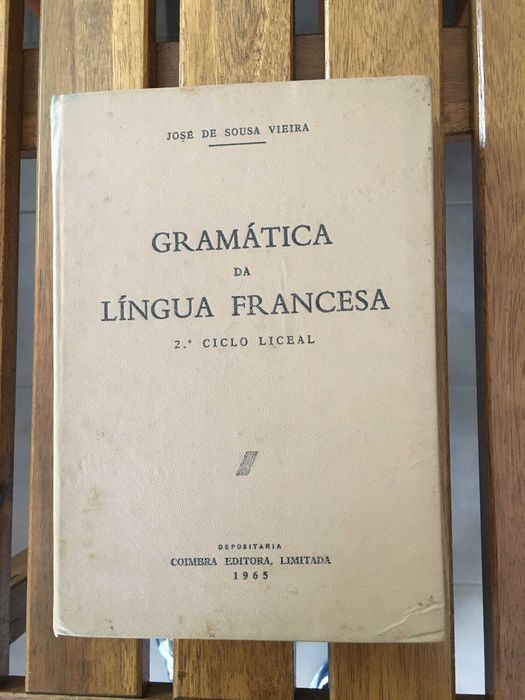 JOSÉ DE SOUSA VIEIRA
GRAMÁTICA
DA
LÍNGUA FRANCESA
2.º CICLO LICEAL
DEPOSITÁRIA
COIMBRA EDITORA, LIMITADA
1965